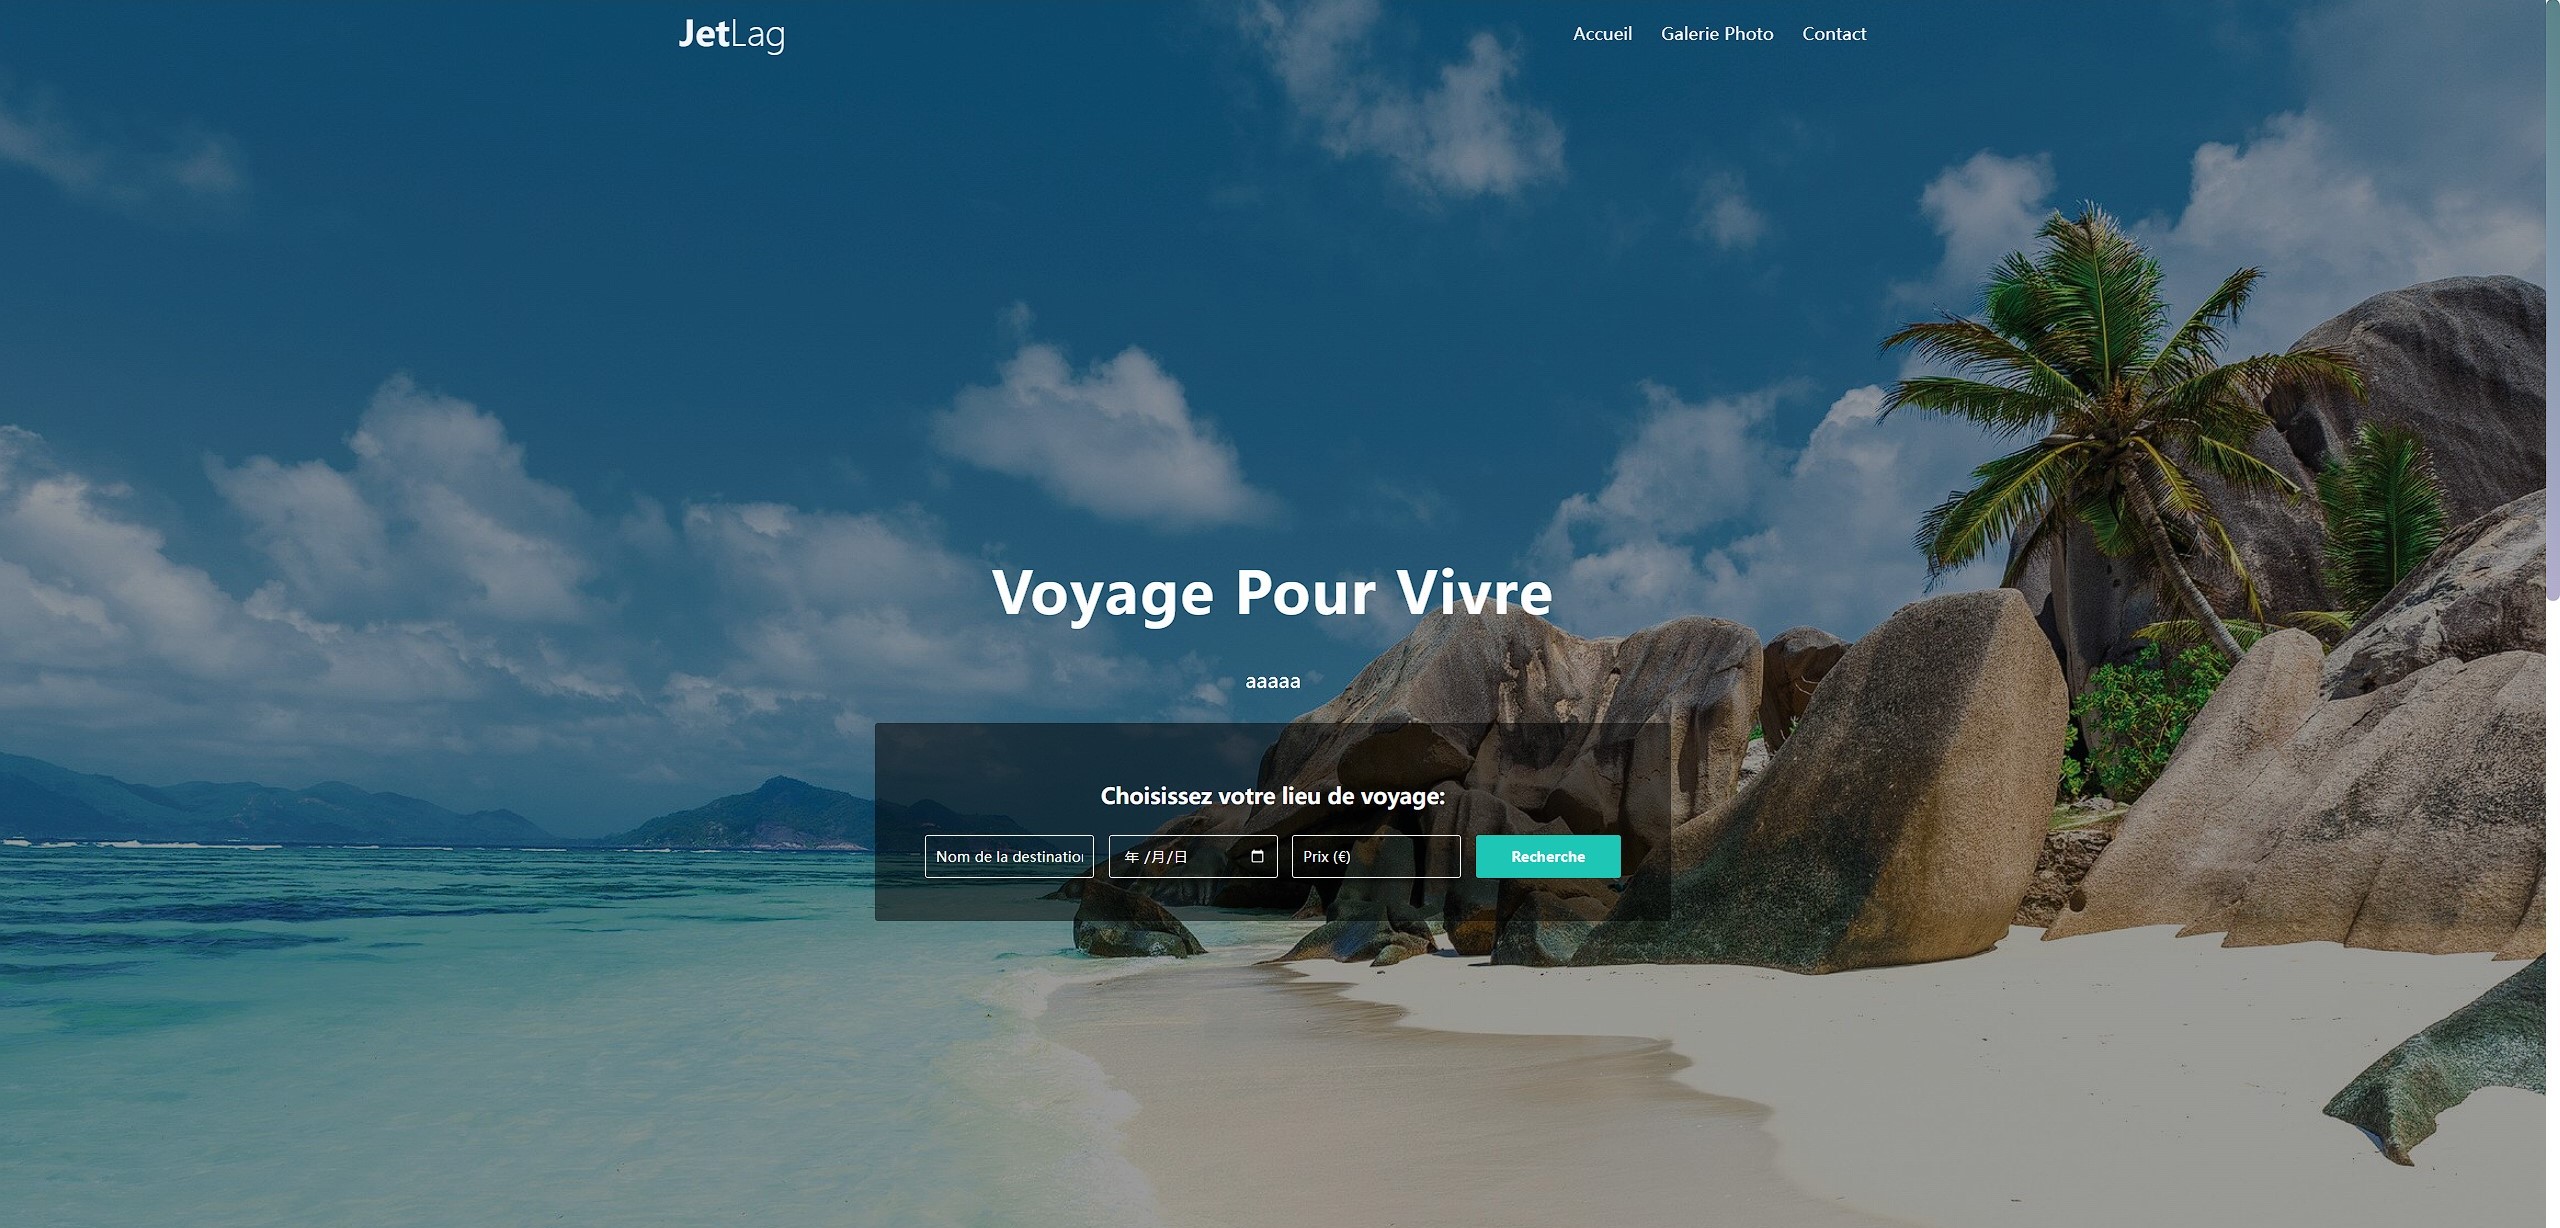 JetLag
Accueil Galerie Photo Contact
Voyage Pour Vivre
aaaaa
Choisissez votre lieu de voyage:
Nom de la destination
年 /月/日
Prix (€)
Recherche